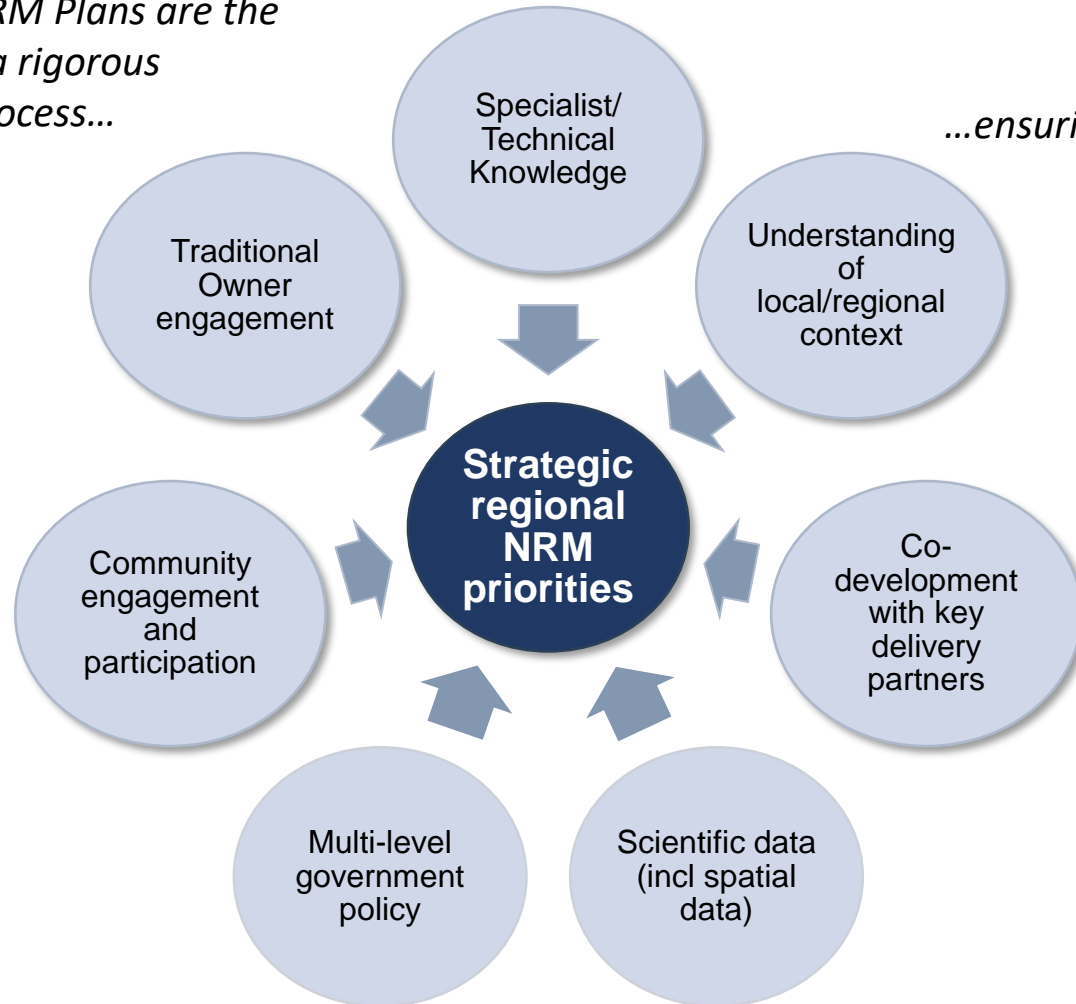 RM Plans are the
a rigorous
ocess…
…ensuri
Specialist/
Technical
Knowledge
Understanding
of
local/regional
context
Co-
development
with key
delivery
partners
Scientific data
(incl spatial
data)
Multi-level
government
policy
Community
engagement
and
participation
Traditional
Owner
engagement
Strategic
regional
NRM
priorities